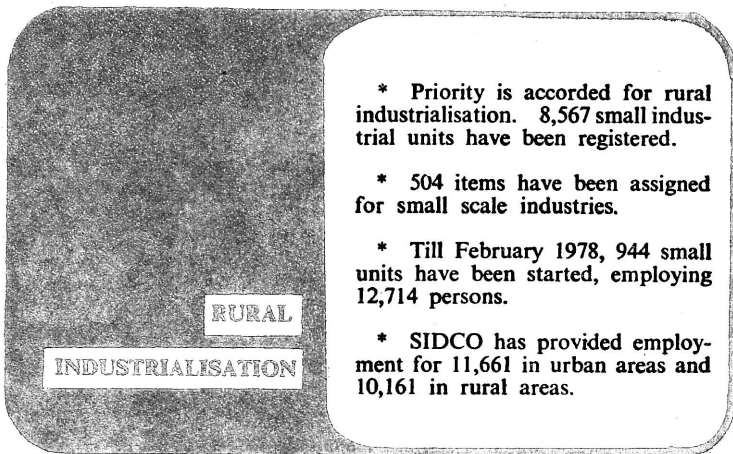 RURAL
INDUSTRIALISATION
* Priority is accorded for rural
industrialisation. 8,567 small indus-
trial units have been registered.
* 504 items have been assigned
for small scale industries.
* Till February 1978, 944 small
units have been started, employing
12,714 persons.
* SIDCO has provided employ-
ment for 11,661 in urban areas and
10,161 in rural areas.